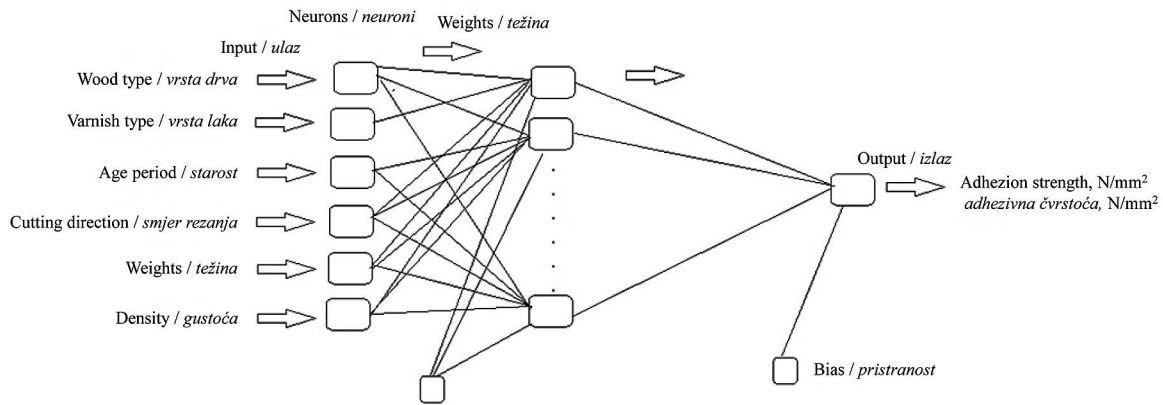 Neurons / neuroni
Weights / težina
Input / ulaz
Wood type / vrsta drva
Varnish type / vrsta laka
Age period / starost
Cutting direction / smjer rezanja
Weights / težina
Density / gustoća
Output / izlaz
Adhezion strength, N/mm²
adhezivna čvrstoća, N/mm²
Bias / pristranost